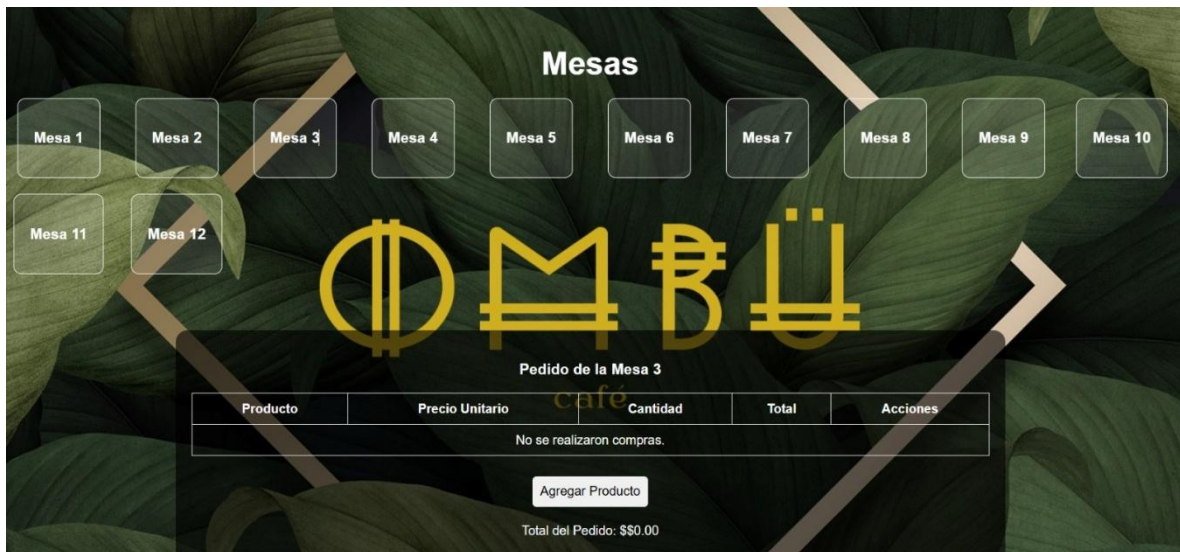 Mesas
Mesa 1 Mesa 2 Mesa 3 Mesa 4 Mesa 5 Mesa 6 Mesa 7 Mesa 8 Mesa 9 Mesa 10
Mesa 11 Mesa 12
OMBÜ
Pedido de la Mesa 3
café
Producto Precio Unitario Cantidad Total Acciones
No se realizaron compras.
Agregar Producto
Total del Pedido: $$0.00